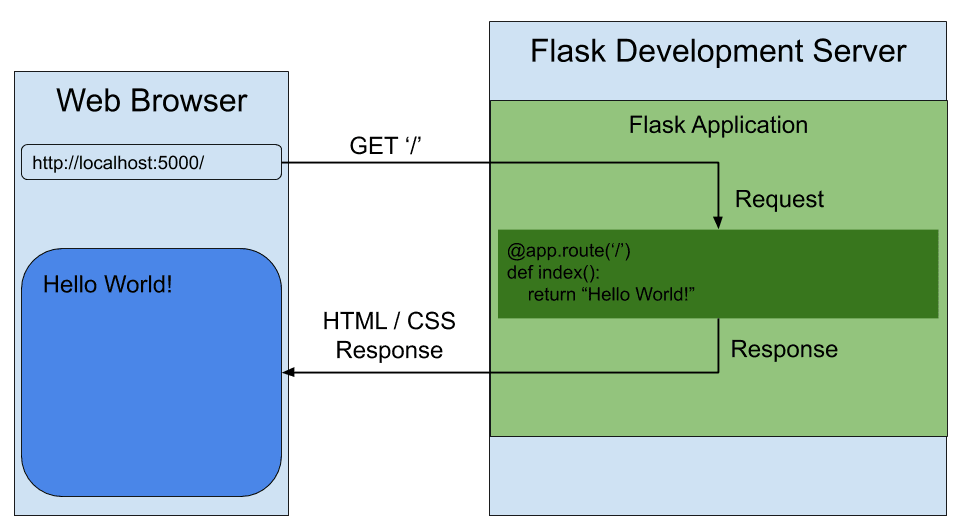 Flask Development Server
Web Browser
Flask Application
GET ‘/’
http://localhost:5000/
Request
@app.route(‘/’)
def index():
    return “Hello World!”
Hello World!
HTML / CSS
Response
Response